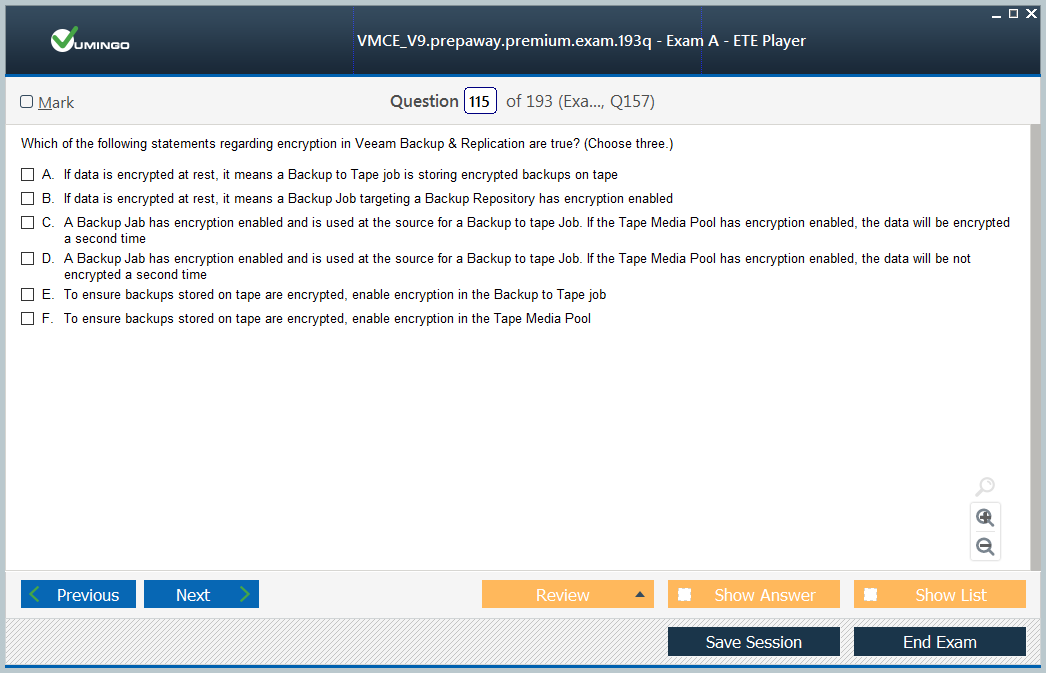 VUMINGO
VMCE_V9.prepaway.premium.exam.193q - Exam A - ETE Player
Mark
Question 115 of 193 (Exa..., Q157)
Which of the following statements regarding encryption in Veeam Backup & Replication are true? (Choose three.)
A. If data is encrypted at rest, it means a Backup to Tape job is storing encrypted backups on tape
B. If data is encrypted at rest, it means a Backup Job targeting a Backup Repository has encryption enabled
C. A Backup Jab has encryption enabled and is used at the source for a Backup to tape Job. If the Tape Media Pool has encryption enabled, the data will be encrypted
a second time
D. A Backup Jab has encryption enabled and is used at the source for a Backup to tape Job. If the Tape Media Pool has encryption enabled, the data will be not
encrypted a second time
E. To ensure backups stored on tape are encrypted, enable encryption in the Backup to Tape job
F. To ensure backups stored on tape are encrypted, enable encryption in the Tape Media Pool
Previous
Next
Review
Show Answer
Show List
Save Session
End Exam